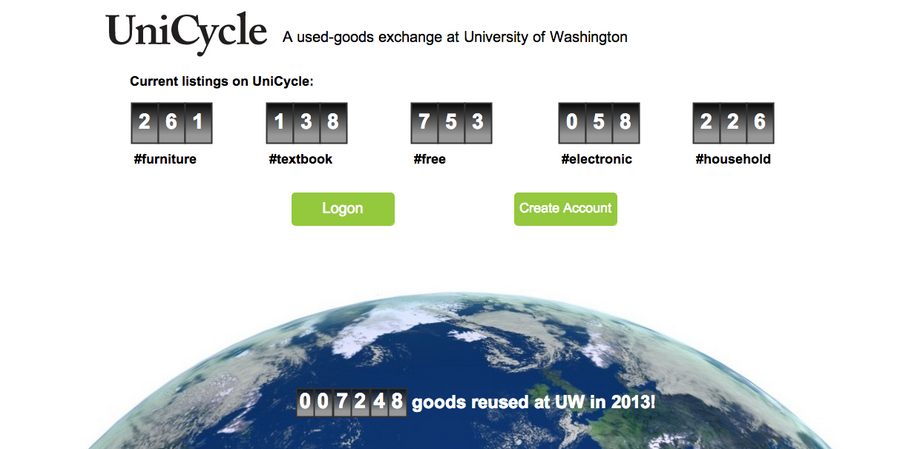 UniCycle A used-goods exchange at University of Washington
Current listings on UniCycle:
261 138 753 058 226
#furniture #textbook #free #electronic #household
Logon Create Account
007248 goods reused at UW in 2013!